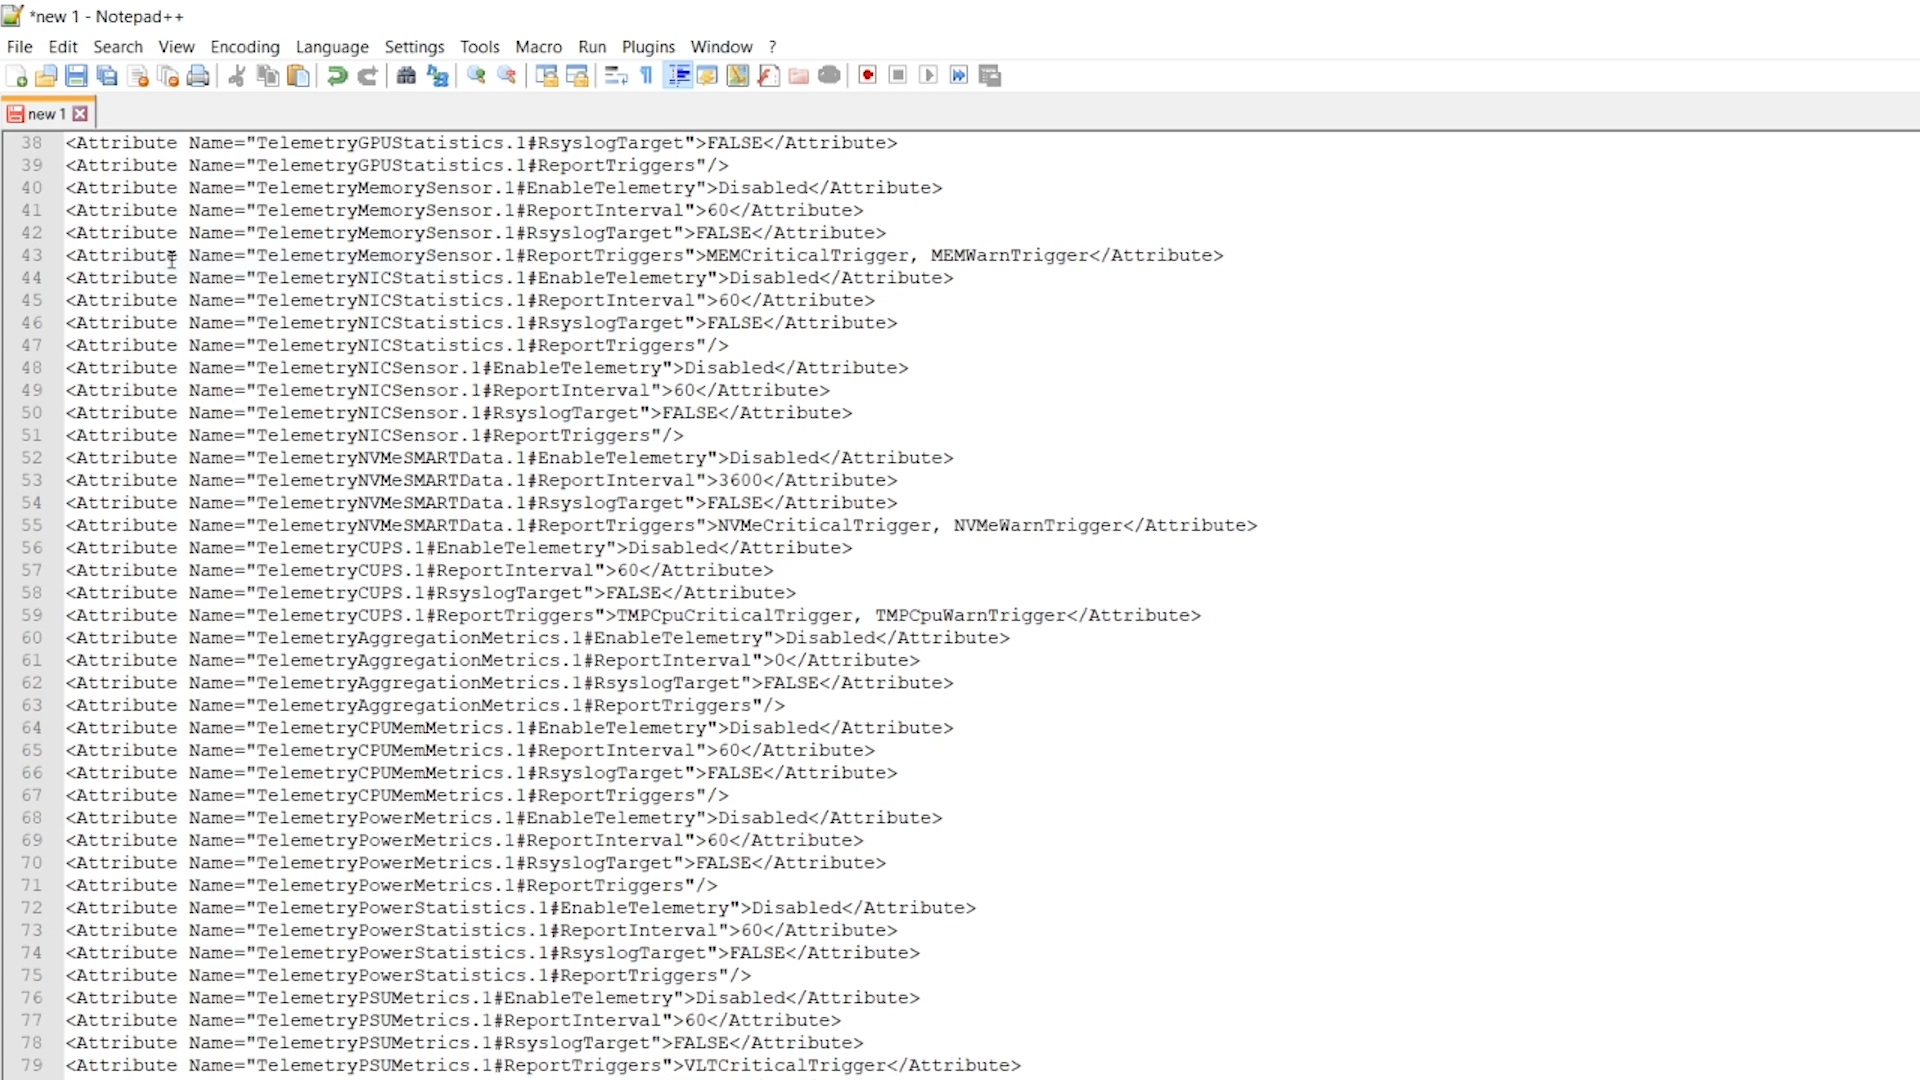 *new 1 - Notepad++
File Edit Search View Encoding Language Settings Tools Macro Run Plugins Window ?
new 1
38 <Attribute Name="TelemetryGPUStatistics.1#RsyslogTarget">FALSE</Attribute>
39 <Attribute Name="TelemetryGPUStatistics.1#ReportTriggers"/>
40 <Attribute Name="TelemetryMemorySensor.1#EnableTelemetry">Disabled</Attribute>
41 <Attribute Name="TelemetryMemorySensor.1#ReportInterval">60</Attribute>
42 <Attribute Name="TelemetryMemorySensor.1#RsyslogTarget">FALSE</Attribute>
43 <Attribute Name="TelemetryMemorySensor.1#ReportTriggers">MEMCriticalTrigger, MEMWarnTrigger</Attribute>
44 <Attribute Name="TelemetryNICStatistics.1#EnableTelemetry">Disabled</Attribute>
45 <Attribute Name="TelemetryNICStatistics.1#ReportInterval">60</Attribute>
46 <Attribute Name="TelemetryNICStatistics.1#RsyslogTarget">FALSE</Attribute>
47 <Attribute Name="TelemetryNICStatistics.1#ReportTriggers"/>
48 <Attribute Name="TelemetryNICSensor.1#EnableTelemetry">Disabled</Attribute>
49 <Attribute Name="TelemetryNICSensor.1#ReportInterval">60</Attribute>
50 <Attribute Name="TelemetryNICSensor.1#RsyslogTarget">FALSE</Attribute>
51 <Attribute Name="TelemetryNICSensor.1#ReportTriggers"/>
52 <Attribute Name="TelemetryNVMeSMARTData.1#EnableTelemetry">Disabled</Attribute>
53 <Attribute Name="TelemetryNVMeSMARTData.1#ReportInterval">3600</Attribute>
54 <Attribute Name="TelemetryNVMeSMARTData.1#RsyslogTarget">FALSE</Attribute>
55 <Attribute Name="TelemetryNVMeSMARTData.1#ReportTriggers">NVMeCriticalTrigger, NVMeWarnTrigger</Attribute>
56 <Attribute Name="TelemetryCUPS.1#EnableTelemetry">Disabled</Attribute>
57 <Attribute Name="TelemetryCUPS.1#ReportInterval">60</Attribute>
58 <Attribute Name="TelemetryCUPS.1#RsyslogTarget">FALSE</Attribute>
59 <Attribute Name="TelemetryCUPS.1#ReportTriggers">TMPCpuCriticalTrigger, TMPCpuWarnTrigger</Attribute>
60 <Attribute Name="TelemetryAggregationMetrics.1#EnableTelemetry">Disabled</Attribute>
61 <Attribute Name="TelemetryAggregationMetrics.1#ReportInterval">0</Attribute>
62 <Attribute Name="TelemetryAggregationMetrics.1#RsyslogTarget">FALSE</Attribute>
63 <Attribute Name="TelemetryAggregationMetrics.1#ReportTriggers"/>
64 <Attribute Name="TelemetryCPUMemMetrics.1#EnableTelemetry">Disabled</Attribute>
65 <Attribute Name="TelemetryCPUMemMetrics.1#ReportInterval">60</Attribute>
66 <Attribute Name="TelemetryCPUMemMetrics.1#RsyslogTarget">FALSE</Attribute>
67 <Attribute Name="TelemetryCPUMemMetrics.1#ReportTriggers"/>
68 <Attribute Name="TelemetryPowerMetrics.1#EnableTelemetry">Disabled</Attribute>
69 <Attribute Name="TelemetryPowerMetrics.1#ReportInterval">60</Attribute>
70 <Attribute Name="TelemetryPowerMetrics.1#RsyslogTarget">FALSE</Attribute>
71 <Attribute Name="TelemetryPowerMetrics.1#ReportTriggers"/>
72 <Attribute Name="TelemetryPowerStatistics.1#EnableTelemetry">Disabled</Attribute>
73 <Attribute Name="TelemetryPowerStatistics.1#ReportInterval">60</Attribute>
74 <Attribute Name="TelemetryPowerStatistics.1#RsyslogTarget">FALSE</Attribute>
75 <Attribute Name="TelemetryPowerStatistics.1#ReportTriggers"/>
76 <Attribute Name="TelemetryPSUMetrics.1#EnableTelemetry">Disabled</Attribute>
77 <Attribute Name="TelemetryPSUMetrics.1#ReportInterval">60</Attribute>
78 <Attribute Name="TelemetryPSUMetrics.1#RsyslogTarget">FALSE</Attribute>
79 <Attribute Name="TelemetryPSUMetrics.1#ReportTriggers">VLTCriticalTrigger</Attribute>